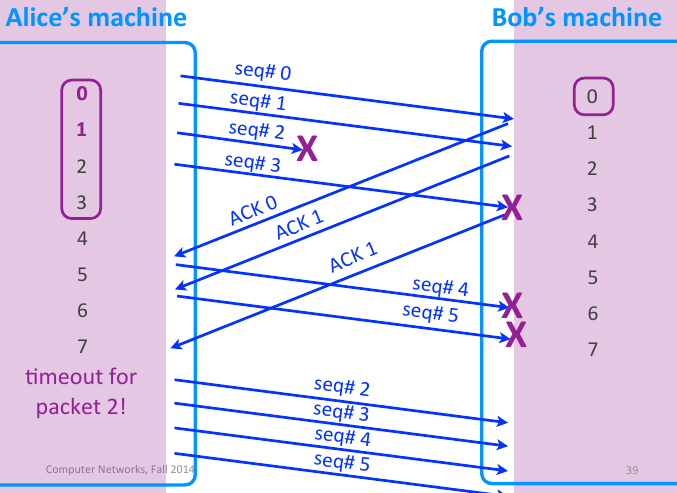 Alice's machine
Bob's machine
0
1
2
3
4
5
6
7
timeout for
packet 2!
seq# 0
seq# 1
seq# 2
X
seq# 3
X
ACK 0
ACK 1
ACK 1
seq# 4
X
seq# 5
X
seq# 2
seq# 3
seq# 4
seq# 5
0
1
2
3
4
5
6
7
Computer Networks, Fall 2014
39